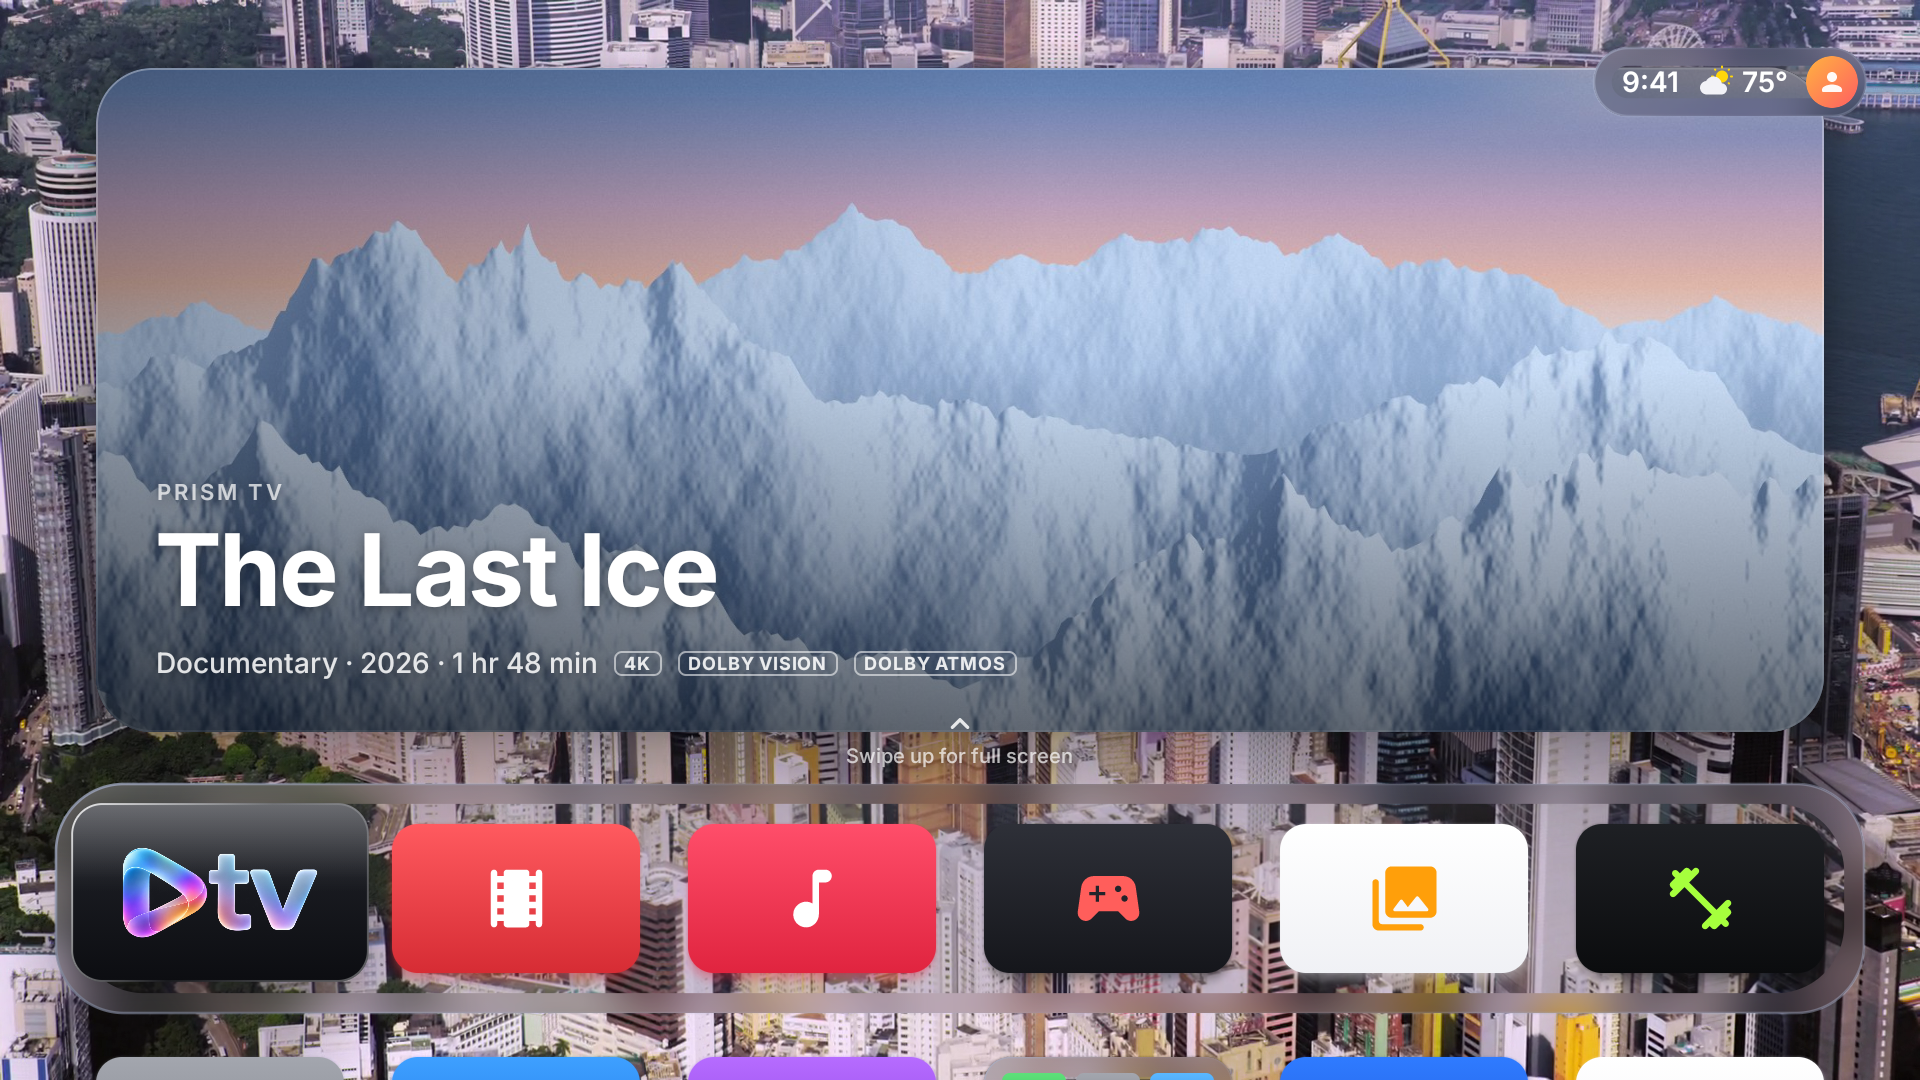 9:41 75°
PRISM TV
The Last Ice
Documentary · 2026 · 1 hr 48 min 4K DOLBY VISION DOLBY ATMOS
Swipe up for full screen
tv